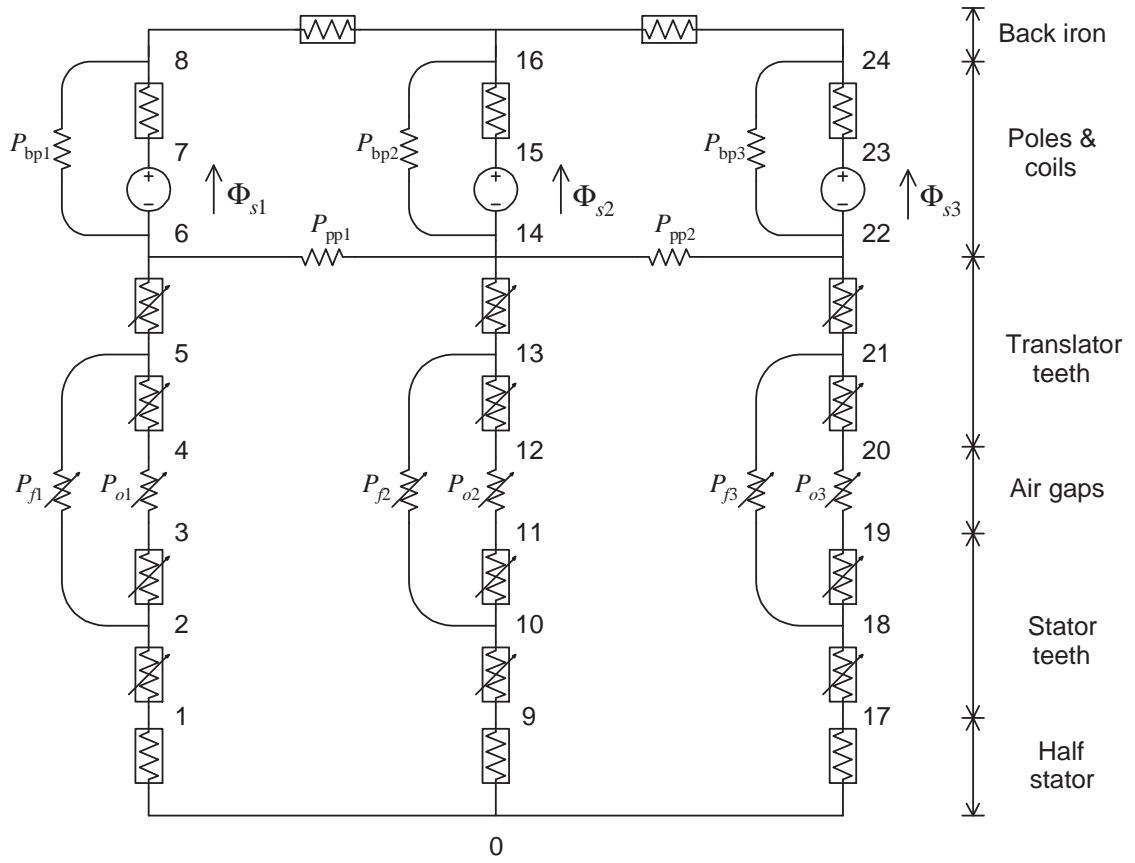 Back iron
8 16 24
P_bp1 P_bp2 P_bp3
Poles &
coils
7 15 23
+ + +
− − −
Φ_s1 Φ_s2 Φ_s3
6 14 22
P_pp1 P_pp2
5 13 21
Translator
teeth
4 12 20
P_f1 P_o1 P_f2 P_o2 P_f3 P_o3
Air gaps
3 11 19
2 10 18
Stator
teeth
1 9 17
Half
stator
0